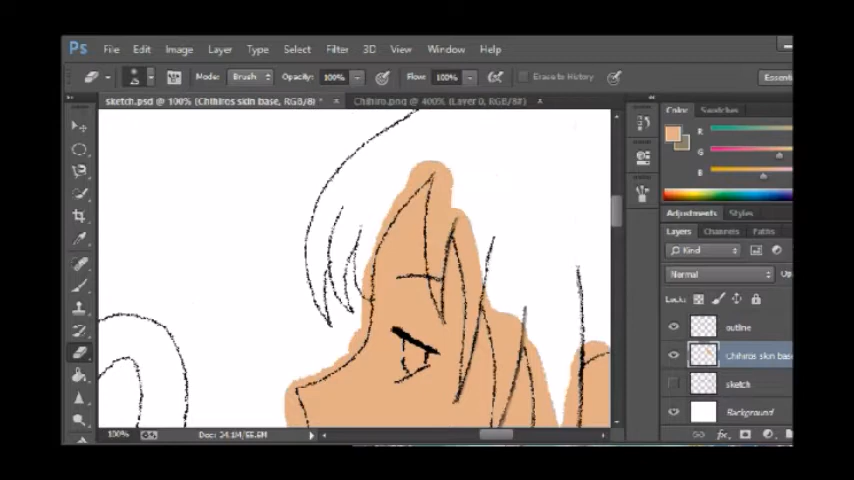 Ps File Edit Image Layer Type Select Filter 3D View Window Help
Mode: Brush Opacity: 100% Flow: 100% Erase to History Essenti
sketch.psd @ 100% (Chihiros skin base, RGB/8) * × Chihiro.png @ 400% (Layer 0, RGB/8#) ×
Color Swatches
R
G
B
Adjustments Styles
Layers Channels Paths
Kind
Normal Op
Lock:
outline
Chihiros skin base
sketch
Background
fx
100% Doc: 34.1M/55.6M